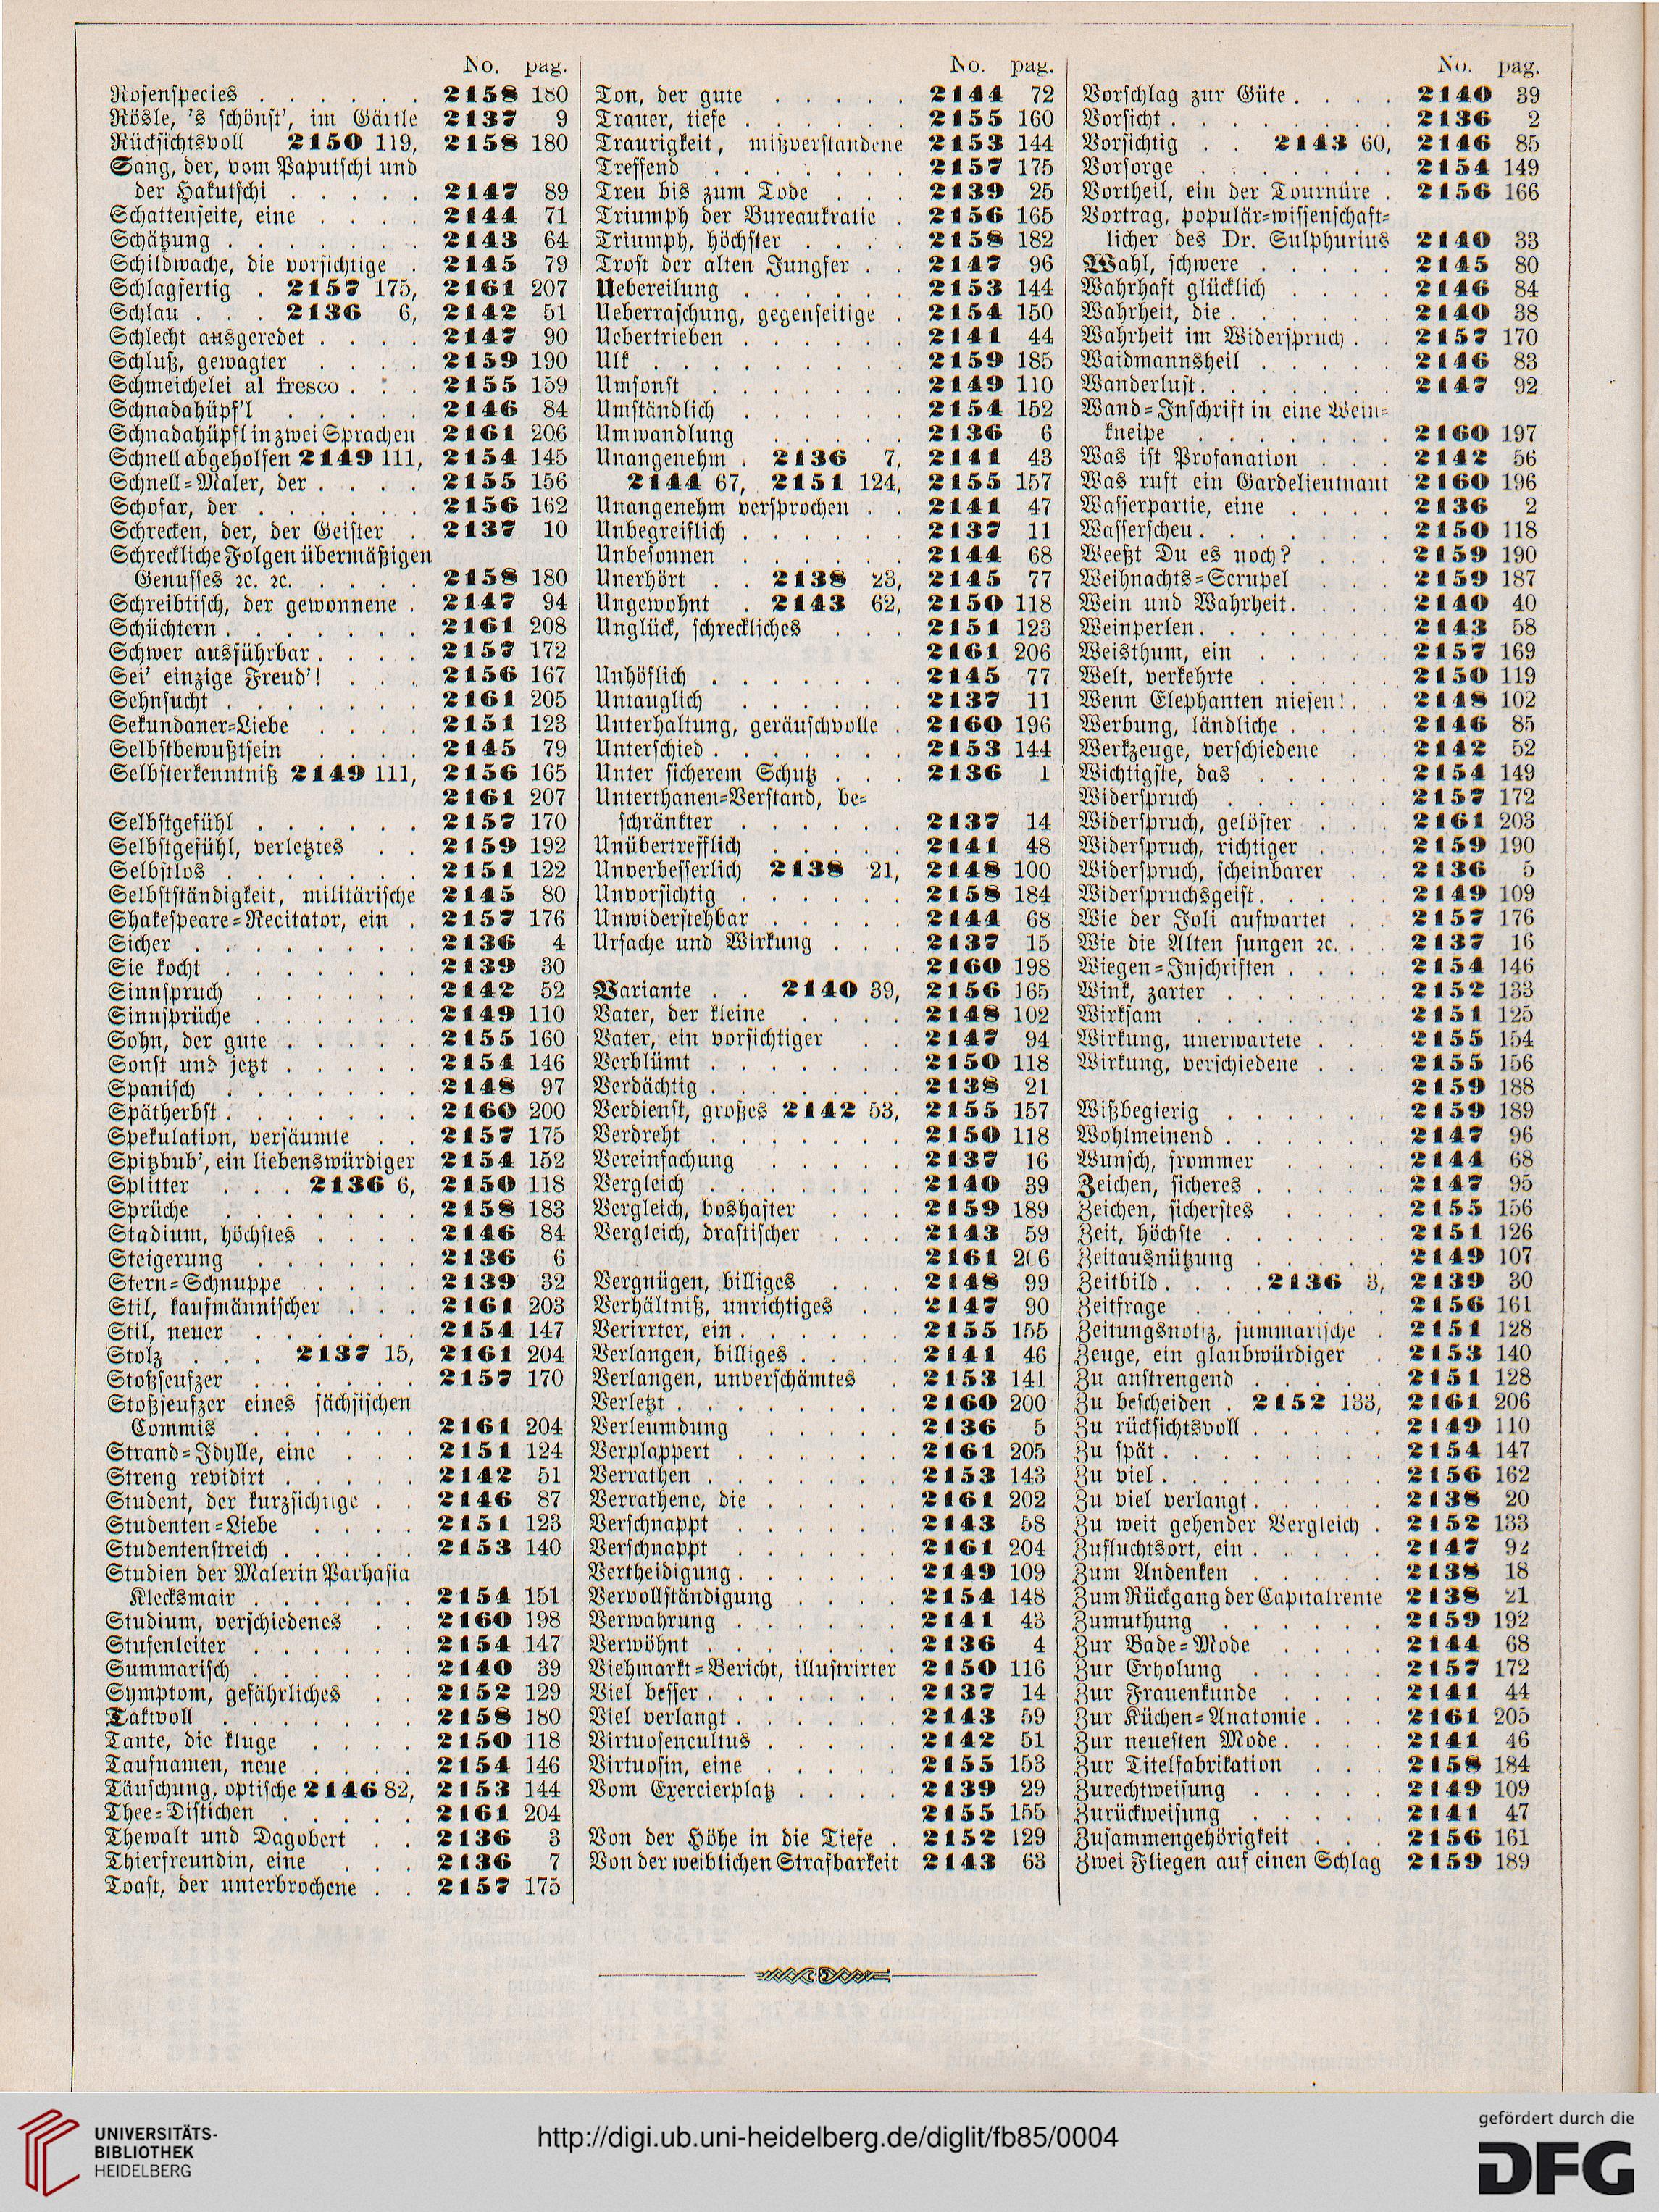 No. pag.
Rosenspecies . . . . . . 2158 180
Rösle, 's schönst', im Gärtle 2137 9
Rücksichtsvoll 2150 119, 2158 180
Sang, der, vom Paputschi und
der Hakutschi . . . . . 2147 89
Schattenseite, eine . . . . 2144 71
Schätzung . . . . . . . 2143 64
Schildwache, die vorsichtige . 2145 79
Schlagfertig . 2157 175, 2161 207
Schlau . . . 2136 6, 2142 51
Schlecht ausgeredet . . . . 2147 90
Schluß, gewagter . . . . 2159 190
Schmeichelei al fresco . . . 2155 159
Schnadahüpf'l . . . . . 2146 84
Schnadahüpfl in zwei Sprachen 2161 206
Schnell abgeholfen 2149 111, 2154 145
Schnell=Maler, der . . . . 2155 156
Schofar, der . . . . . . 2156 162
Schrecken, der, der Geister . 2137 10
Schreckliche Folgen übermäßigen
Genusses ꝛc. ꝛc. . . . . 2158 180
Schreibtisch, der gewonnene . 2147 94
Schüchtern . . . . . . . 2161 208
Schwer ausführbar . . . . 2157 172
Sei' einzige Freud'! . . . 2156 167
Sehnsucht . . . . . . . 2161 205
Sekundaner=Liebe . . . . 2151 123
Selbstbewußtsein . . . . 2145 79
Selbsterkenntniß 2149 111, 2156 165
2161 207
Selbstgefühl . . . . . . 2157 170
Selbstgefühl, verletztes . . 2159 192
Selbstlos . . . . . . . 2151 122
Selbstständigkeit, militärische 2145 80
Shakespeare=Recitator, ein . 2157 176
Sicher . . . . . . . . 2136 4
Sie kocht . . . . . . . 2139 30
Sinnspruch . . . . . . 2142 52
Sinnsprüche . . . . . . 2149 110
Sohn, der gute . . . . . 2155 160
Sonst und jetzt . . . . . 2154 146
Spanisch . . . . . . . 2148 97
Spätherbst . . . . . . . 2160 200
Spekulation, versäumte . . 2157 175
Spitzbub', ein liebenswürdiger 2154 152
Splitter . . . 2136 6, 2150 118
Sprüche . . . . . . . 2158 183
Stadium, höchstes . . . . 2146 84
Steigerung . . . . . . 2136 6
Stern=Schnuppe . . . . 2139 32
Stil, kaufmännischer . . . 2161 203
Stil, neuer . . . . . . 2154 147
Stolz . . . . 2137 15, 2161 204
Stoßseufzer . . . . . . 2157 170
Stoßseufzer eines sächsischen
Commis . . . . . . 2161 204
Strand=Idylle, eine . . . 2151 124
Streng revidirt . . . . . 2142 51
Student, der kurzsichtige . . 2146 87
Studenten=Liebe . . . . 2151 123
Studentenstreich . . . . . 2153 140
Studien der Malerin Parhasia
Klecksmair . . . . . . 2154 151
Studium, verschiedenes . . 2160 198
Stufenleiter . . . . . . 2154 147
Summarisch . . . . . . 2140 39
Symptom, gefährliches . . 2152 129
Taktvoll . . . . . . . 2158 180
Tante, die kluge . . . . 2150 118
Taufnamen, neue . . . . 2154 146
Täuschung, optische 2146 82, 2153 144
Thee=Distichen . . . . . 2161 204
Thewalt und Dagobert . . 2136 3
Thierfreundin, eine . . . 2136 7
Toast, der unterbrochene . . 2157 175
No. pag.
Ton, der gute . . . . . 2144 72
Trauer, tiefe . . . . . . 2155 160
Traurigkeit, mißverstandene 2153 144
Treffend . . . . . . . 2157 175
Treu bis zum Tode . . . 2139 25
Triumph der Bureaukratie . 2156 165
Triumph, höchster . . . . 2158 182
Trost der alten Jungfer . . 2147 96
Uebereilung . . . . . . 2153 144
Ueberraschung, gegenseitige . 2154 150
Uebertrieben . . . . . . 2141 44
Ulk . . . . . . . . . 2159 185
Umsonst . . . . . . . 2149 110
Umständlich . . . . . . 2154 152
Umwandlung . . . . . 2136 6
Unangenehm . 2136 7, 2141 43
2144 67, 2151 124, 2155 157
Unangenehm versprochen . 2141 47
Unbegreiflich . . . . . . 2137 11
Unbesonnen . . . . . . 2144 68
Unerhört . . 2138 23, 2145 77
Ungewohnt . 2143 62, 2150 118
Unglück, schreckliches . . . 2151 123
2161 206
Unhöflich . . . . . . . 2145 77
Untauglich . . . . . . 2137 11
Unterhaltung, geräuschvolle . 2160 196
Unterschied . . . . . . . 2153 144
Unter sicherem Schutz . . . 2136 1
Unterthanen=Verstand, be=
schränkter . . . . . 2137 14
Unübertrefflich . . . . . 2141 48
Unverbesserlich 2138 21, 2148 100
Unvorsichtig . . . . . . 2158 184
Unwiderstehbar . . . . . 2144 68
Ursache und Wirkung . . . 2137 15
2160 198
Variante . . 2140 39, 2156 165
Vater, der kleine . . . . 2148 102
Vater, ein vorsichtiger . . 2147 94
Verblümt . . . . . . . 2150 118
Verdächtig . . . . . . . 2138 21
Verdienst, großes 2142 53, 2155 157
Verdreht . . . . . . . 2150 118
Vereinfachung . . . . . 2137 16
Vergleich . . . . . . . 2140 39
Vergleich, boshafter . . . 2159 189
Vergleich, drastischer . . . 2143 59
2161 206
Vergnügen, billiges . . . 2148 99
Verhältniß, unrichtiges . . 2147 90
Verirrter, ein . . . . . . 2155 155
Verlangen, billiges . . . . 2141 46
Verlangen, unverschämtes . 2153 141
Verletzt . . . . . . . . 2160 200
Verleumdung . . . . . 2136 5
Verplappert . . . . . . 2161 205
Verrathen . . . . . . . 2153 143
Verrathene, die . . . . . 2161 202
Verschnappt . . . . . . 2143 58
Verschnappt . . . . . . 2161 204
Vertheidigung . . . . . . 2149 109
Vervollständigung . . . . 2154 148
Verwahrung . . . . . . 2141 43
Verwöhnt . . . . . . . 2136 4
Viehmarkt=Bericht, illustrirter 2150 116
Viel besser . . . . . . . 2137 14
Viel verlangt . . . . . . 2143 59
Virtuosencultus . . . . . 2142 51
Virtuosin, eine . . . . . 2155 153
Vom Exercierplatz . . . . 2139 29
2155 155
Von der Höhe in die Tiefe . 2152 129
Von der weiblichen Strafbarkeit 2143 63
No. pag.
Vorschlag zur Güte . . . . 2140 39
Vorsicht . . . . . . . . 2136 2
Vorsichtig . . 2143 60, 2146 85
Vorsorge . . . . . . . 2154 149
Vortheil, ein der Tournüre . 2156 166
Vortrag, populär=wissenschaft=
licher des Dr. Sulphurius 2140 33
Wahl, schwere . . . . . 2145 80
Wahrhaft glücklich . . . . 2146 84
Wahrheit, die . . . . . . 2140 38
Wahrheit im Widerspruch . . 2157 170
Waidmannsheil . . . . . 2146 83
Wanderlust . . . . . . . 2147 92
Wand=Inschrift in eine Wein=
kneipe . . . . . . . 2160 197
Was ist Profanation . . . 2142 56
Was ruft ein Gardelieutnant 2160 196
Wasserpartie, eine . . . . 2136 2
Wasserscheu . . . . . . . 2150 118
Weeßt Du es noch? . . . 2159 190
Weihnachts=Scrupel . . . 2159 187
Wein und Wahrheit . . . . 2140 40
Weinperlen . . . . . . . 2143 58
Weisthum, ein . . . . . 2157 169
Welt, verkehrte . . . . . 2150 119
Wenn Elephanten niesen! . . 2148 102
Werbung, ländliche . . . . 2146 85
Werkzeuge, verschiedene . . 2142 52
Wichtigste, das . . . . . 2154 149
Widerspruch . . . . . . 2157 172
Widerspruch, gelöster . . . 2161 203
Widerspruch, richtiger . . . 2159 190
Widerspruch, scheinbarer . . 2136 5
Widerspruchsgeist . . . . . 2149 109
Wie der Joli aufwartet . . 2157 176
Wie die Alten sungen ꝛc. . . 2137 16
Wiegen=Inschriften . . . . 2154 146
Wink, zarter . . . . . . 2152 133
Wirksam . . . . . . . 2151 125
Wirkung, unerwartete . . . 2155 154
Wirkung, verschiedene . . . 2155 156
2159 188
Wißbegierig . . . . . . 2159 189
Wohlmeinend . . . . . . 2147 96
Wunsch, frommer . . . . 2144 68
Zeichen, sicheres . . . . . 2147 95
Zeichen, sicherstes . . . . 2155 156
Zeit, höchste . . . . . . 2151 126
Zeitausnützung . . . . . 2149 107
Zeitbild . . . . 2136 3, 2139 30
Zeitfrage . . . . . . . 2156 161
Zeitungsnotiz, summarische . 2151 128
Zeuge, ein glaubwürdiger . 2153 140
Zu anstrengend . . . . . 2151 128
Zu bescheiden . 2152 133, 2161 206
Zu rücksichtsvoll . . . . . 2149 110
Zu spät . . . . . . . . 2154 147
Zu viel . . . . . . . . 2156 162
Zu viel verlangt . . . . . 2138 20
Zu weit gehender Vergleich . 2152 133
Zufluchtsort, ein . . . . . 2147 92
Zum Andenken . . . . . 2138 18
Zum Rückgang der Capitalrente 2138 21
Zumuthung . . . . . . 2159 192
Zur Bade=Mode . . . . 2144 68
Zur Erholung . . . . . 2157 172
Zur Frauenkunde . . . . 2141 44
Zur Küchen=Anatomie . . . 2161 205
Zur neuesten Mode . . . . 2141 46
Zur Titelfabrikation . . . 2158 184
Zurechtweisung . . . . . 2149 109
Zurückweisung . . . . . 2141 47
Zusammengehörigkeit . . . 2156 161
Zwei Fliegen auf einen Schlag 2159 189
UNIVERSITÄTS-
BIBLIOTHEK
HEIDELBERG
http://digi.ub.uni-heidelberg.de/diglit/fb85/0004
gefördert durch die
DFG